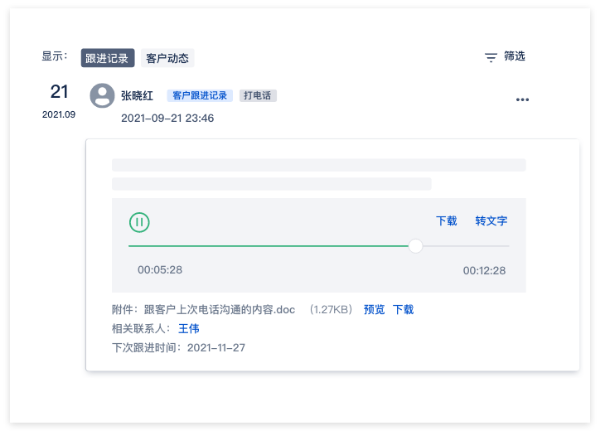 显示： 跟进记录 客户动态 筛选
21
2021.09
张晓红 客户跟进记录 打电话
2021-09-21 23:46
下载 转文字
00:05:28 00:12:28
附件：跟客户上次电话沟通的内容.doc （1.27KB） 预览 下载
相关联系人：王伟
下次跟进时间：2021-11-27